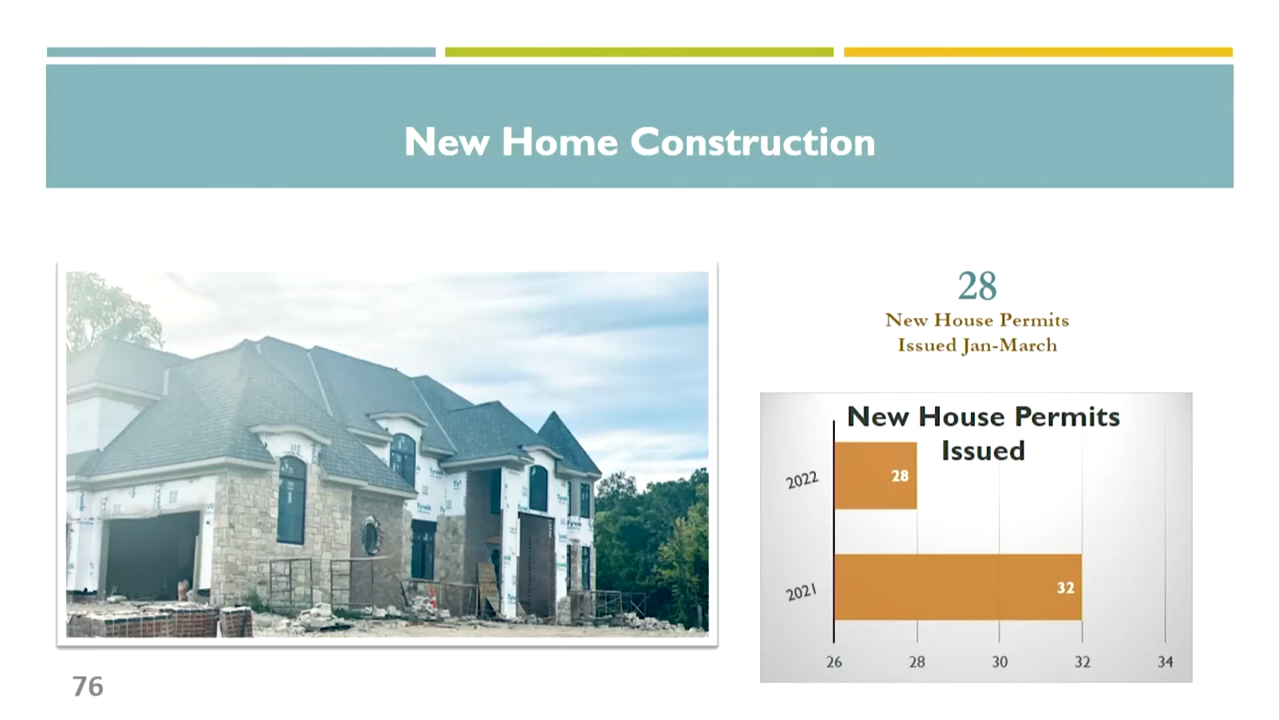 New Home Construction
28
New House Permits
Issued Jan-March
New House Permits
Issued
2022
28
2021
32
26
28
30
32
34
Tyvek
76